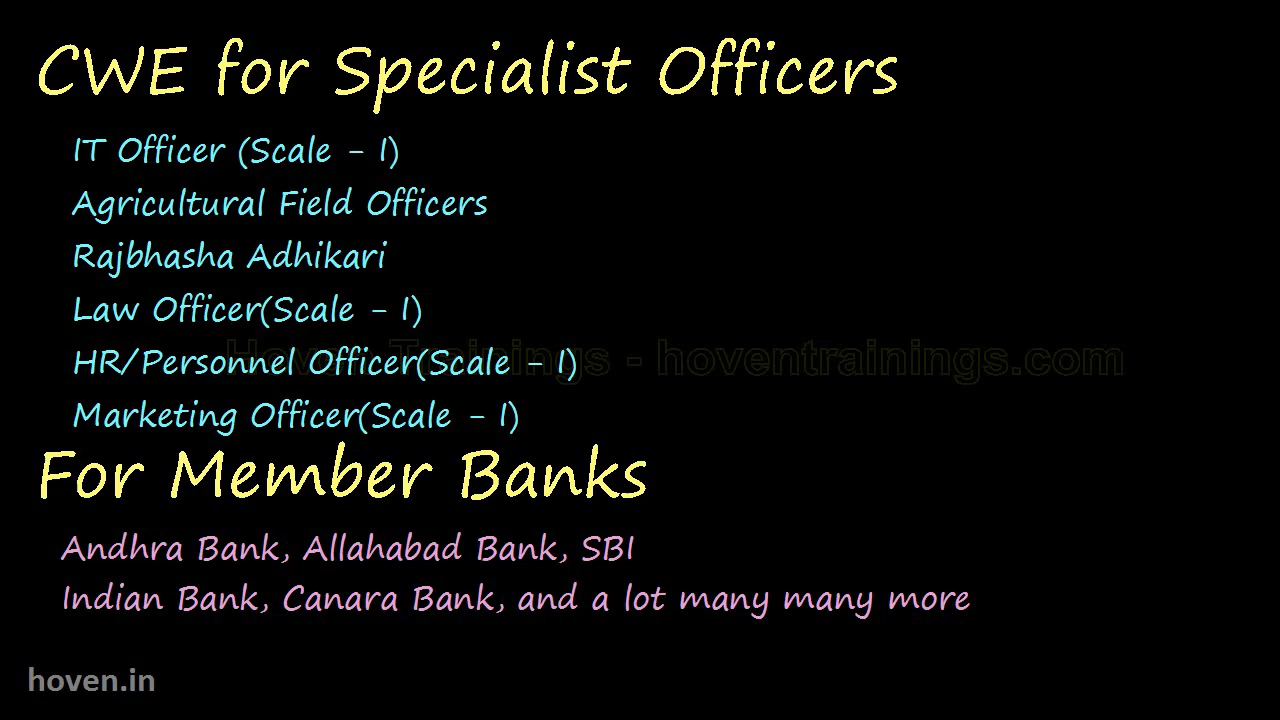 CWE for Specialist Officers
IT Officer (Scale - I)
Agricultural Field Officers
Rajbhasha Adhikari
Law Officer(Scale - I)
HR/Personnel Officer(Scale - I)
Hoven Trainings - hoventrainings.com
Marketing Officer(Scale - I)
For Member Banks
Andhra Bank, Allahabad Bank, SBI
Indian Bank, Canara Bank, and a lot many many more
hoven.in